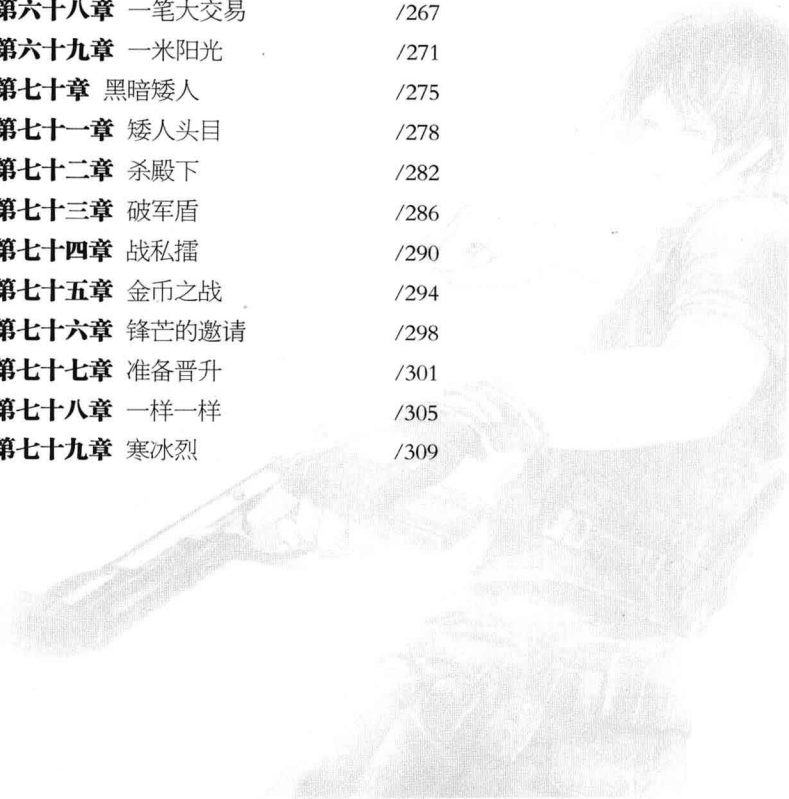 第六十八章 一笔大交易 /267
第六十九章 一米阳光 /271
第七十章 黑暗矮人 /275
第七十一章 矮人头目 /278
第七十二章 杀殿下 /282
第七十三章 破军盾 /286
第七十四章 战私擂 /290
第七十五章 金币之战 /294
第七十六章 锋芒的邀请 /298
第七十七章 准备晋升 /301
第七十八章 一样一样 /305
第七十九章 寒冰烈 /309